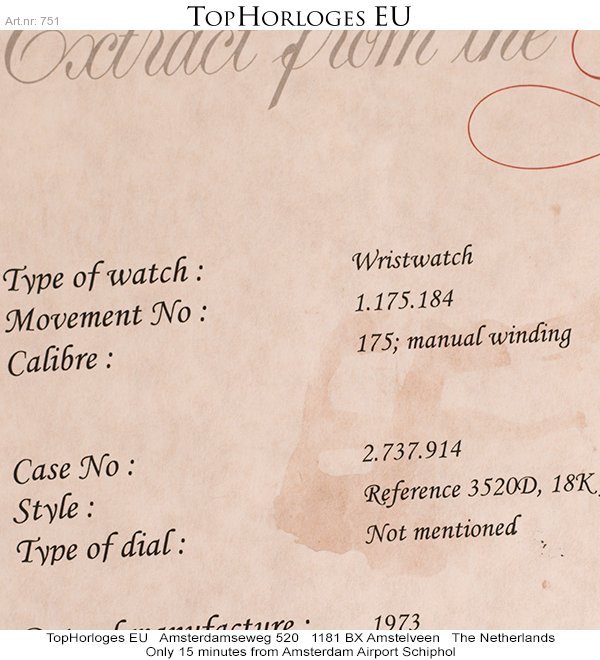 Art.nr: 751
TopHorloges EU
Extract from the
Type of watch : Wristwatch
Movement No : 1.175.184
Calibre : 175; manual winding
Case No : 2.737.914
Style : Reference 3520D, 18K
Type of dial : Not mentioned
manufacture : 1973
TopHorloges EU Amsterdamseweg 520 1181 BX Amstelveen The Netherlands
Only 15 minutes from Amsterdam Airport Schiphol